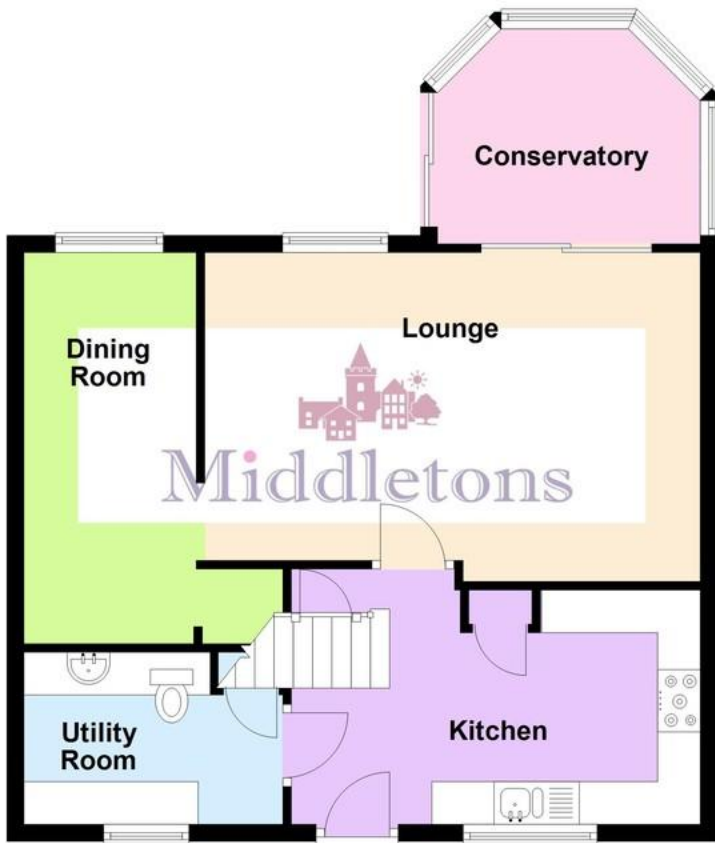 Conservatory
Lounge
Dining
Room
Middletons
Utility
Room
Kitchen